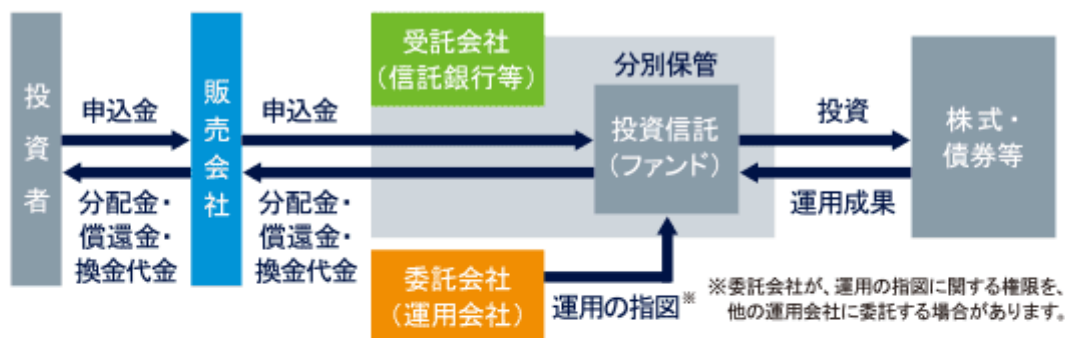 投資者
申込金
分配金・
償還金・
換金代金
販売会社
申込金
分配金・
償還金・
換金代金
受託会社
（信託銀行等）
分別保管
投資信託
（ファンド）
委託会社
（運用会社）
運用の指図※
投資
運用成果
株式・
債券等
※委託会社が、運用の指図に関する権限を、
他の運用会社に委託する場合があります。